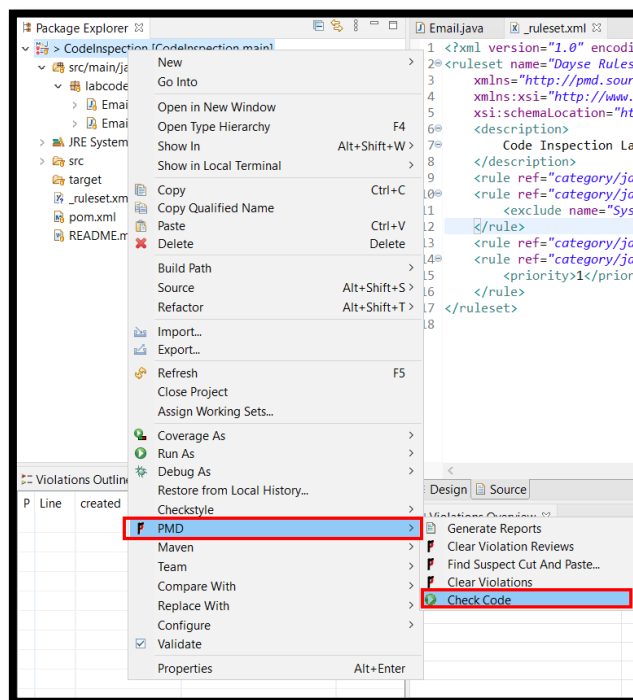 Package Explorer
Email.java
_ruleset.xml
> CodeInspection [CodeInspection main]
src/main/ja
labcode
Emai
Emai
JRE System
src
target
_ruleset.xm
pom.xml
README.m
New
Go Into
Open in New Window
Open Type Hierarchy F4
Show In Alt+Shift+W >
Show in Local Terminal
Copy Ctrl+C
Copy Qualified Name
Paste Ctrl+V
Delete Delete
Build Path
Source Alt+Shift+S >
Refactor Alt+Shift+T >
Import...
Export...
Refresh F5
Close Project
Assign Working Sets...
Coverage As
Run As
Debug As
Restore from Local History...
Checkstyle
PMD
Maven
Team
Compare With
Replace With
Configure
Validate
Properties Alt+Enter
1 <?xml version="1.0" encodi
2 <ruleset name="Dayse Rules
3 xmlns="http://pmd.sour
4 xmlns:xsi="http://www.
5 xsi:schemaLocation="ht
6 <description>
7 Code Inspection La
8 </description>
9 <rule ref="category/ja
10 <rule ref="category/ja
11 <exclude name="Sys
12 </rule>
13 <rule ref="category/ja
14 <rule ref="category/ja
15 <priority>1</prior
16 </rule>
17 </ruleset>
18
Design Source
Violations Outline
P Line created
Violations Overview
Generate Reports
Clear Violation Reviews
Find Suspect Cut And Paste...
Clear Violations
Check Code